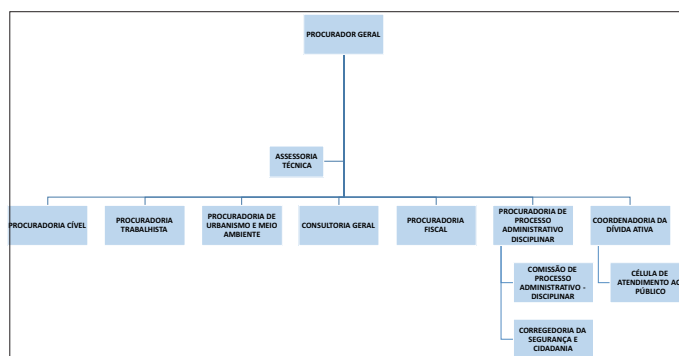 PROCURADOR GERAL
ASSESSORIA
TÉCNICA
PROCURADORIA CÍVEL
PROCURADORIA
TRABALHISTA
PROCURADORIA DE
URBANISMO E MEIO
AMBIENTE
CONSULTORIA GERAL
PROCURADORIA
FISCAL
PROCURADORIA DE
PROCESSO
ADMINISTRATIVO
DISCIPLINAR
COORDENADORIA DA
DÍVIDA ATIVA
COMISSÃO DE
PROCESSO
ADMINISTRATIVO -
DISCIPLINAR
CÉLULA DE
ATENDIMENTO AO
PÚBLICO
CORREGEDORIA DA
SEGURANÇA E
CIDADANIA